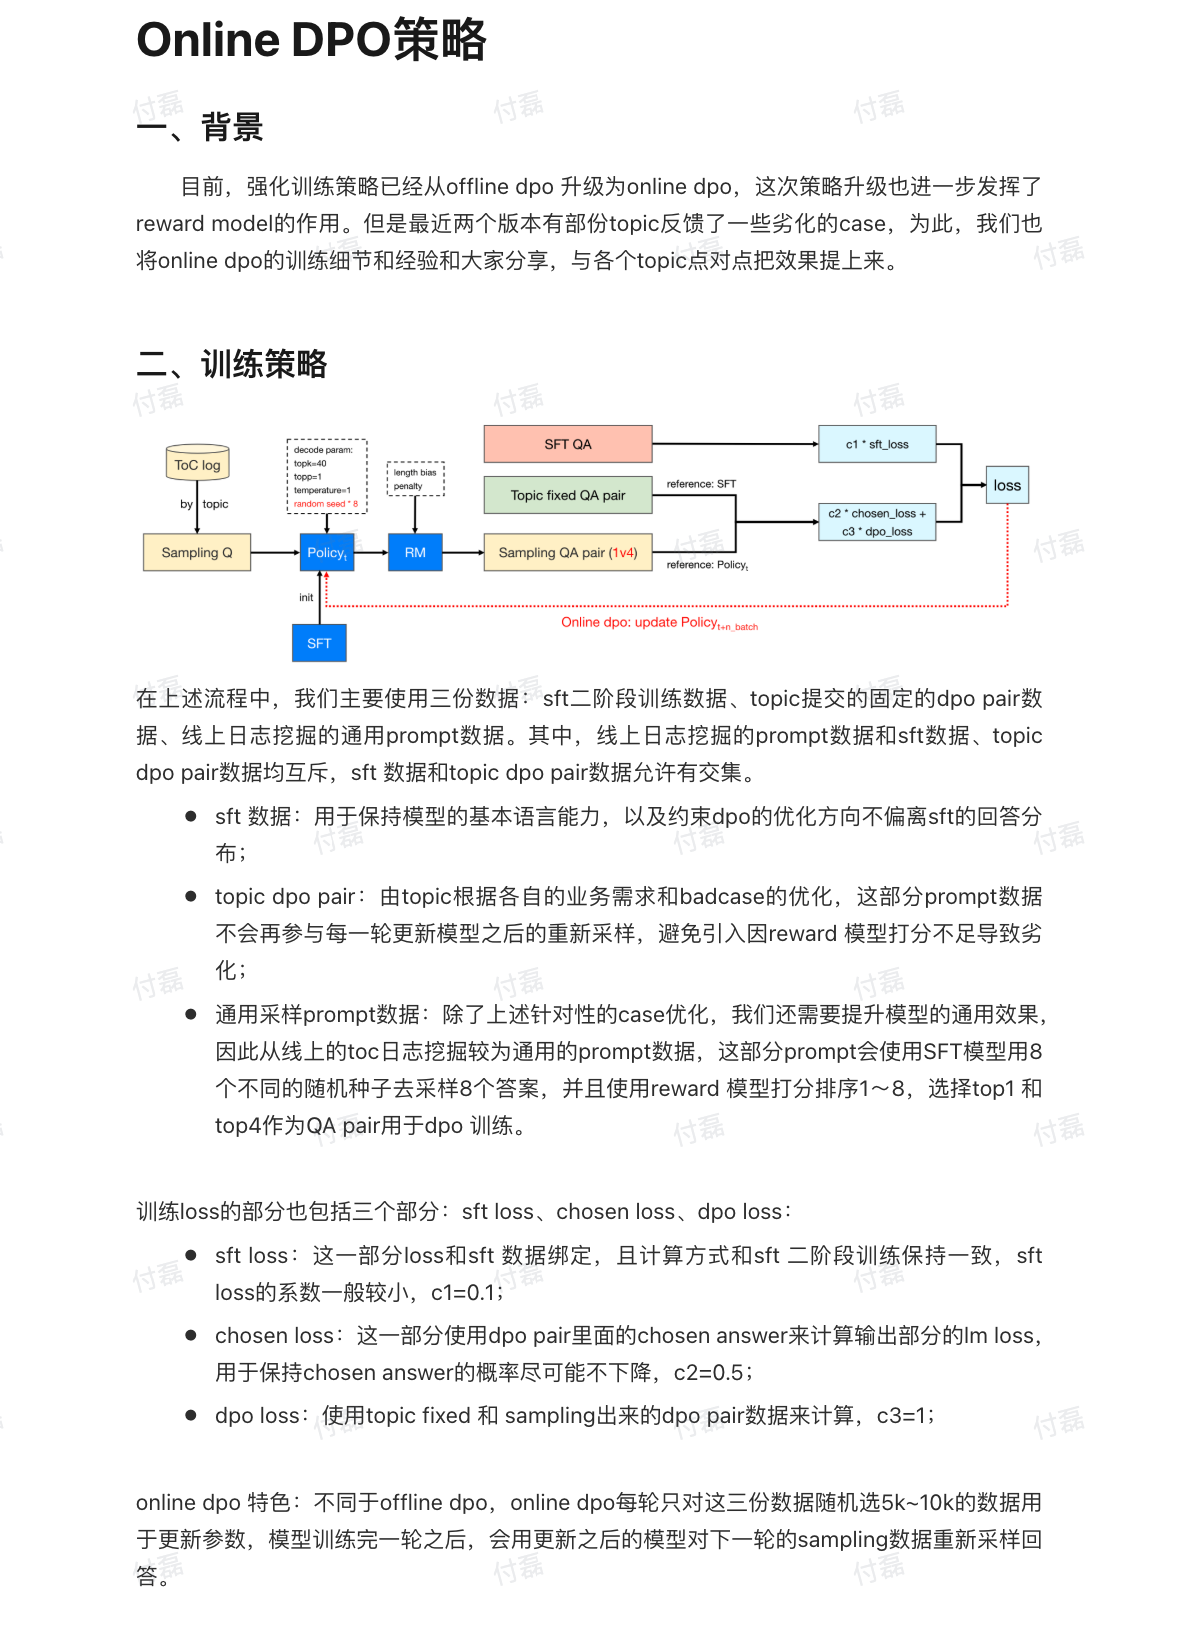 Online DPO策略
一、背景
目前，强化训练策略已经从offline dpo 升级为online dpo，这次策略升级也进一步发挥了
reward model的作用。但是最近两个版本有部份topic反馈了一些劣化的case，为此，我们也
将online dpo的训练细节和经验和大家分享，与各个topic点对点把效果提上来。
二、训练策略
ToC log
by topic
Sampling Q
decode param:
topk=40
topp=1
temperature=1
random seed * 8
Policyt
init
SFT
length bias
penalty
RM
SFT QA
Topic fixed QA pair
Sampling QA pair (1v4)
reference: SFT
reference: Policyt
c1 * sft_loss
c2 * chosen_loss +
c3 * dpo_loss
loss
Online dpo: update Policyt+n_batch
在上述流程中，我们主要使用三份数据：sft二阶段训练数据、topic提交的固定的dpo pair数
据、线上日志挖掘的通用prompt数据。其中，线上日志挖掘的prompt数据和sft数据、topic
dpo pair数据均互斥，sft 数据和topic dpo pair数据允许有交集。
● sft 数据：用于保持模型的基本语言能力，以及约束dpo的优化方向不偏离sft的回答分
布；
● topic dpo pair：由topic根据各自的业务需求和badcase的优化，这部分prompt数据
不会再参与每一轮更新模型之后的重新采样，避免引入因reward 模型打分不足导致劣
化；
● 通用采样prompt数据：除了上述针对性的case优化，我们还需要提升模型的通用效果，
因此从线上的toc日志挖掘较为通用的prompt数据，这部分prompt会使用SFT模型用8
个不同的随机种子去采样8个答案，并且使用reward 模型打分排序1～8，选择top1 和
top4作为QA pair用于dpo 训练。
训练loss的部分也包括三个部分：sft loss、chosen loss、dpo loss：
● sft loss：这一部分loss和sft 数据绑定，且计算方式和sft 二阶段训练保持一致，sft
loss的系数一般较小，c1=0.1；
● chosen loss：这一部分使用dpo pair里面的chosen answer来计算输出部分的lm loss，
用于保持chosen answer的概率尽可能不下降，c2=0.5；
● dpo loss：使用topic fixed 和 sampling出来的dpo pair数据来计算，c3=1；
online dpo 特色：不同于offline dpo，online dpo每轮只对这三份数据随机选5k~10k的数据用
于更新参数，模型训练完一轮之后，会用更新之后的模型对下一轮的sampling数据重新采样回
答。
付磊